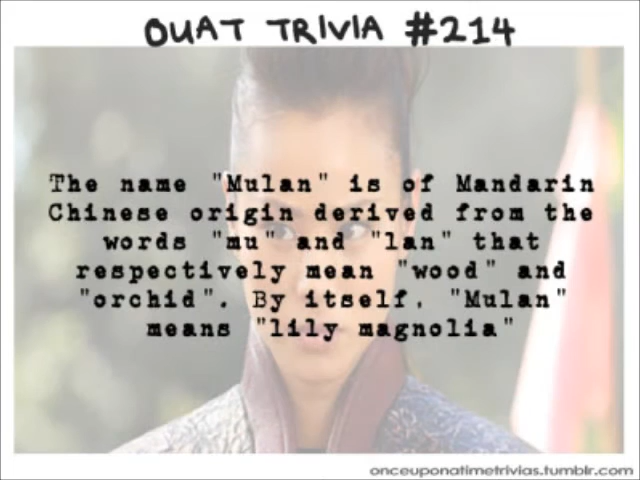 OUAT TRIVIA #214
The name "Mulan" is of Mandarin
Chinese origin derived from the
words "mu" and "lan" that
respectively mean "wood" and
"orchid". By itself, "Mulan"
means "lily magnolia"
onceuponatimetrivias.tumblr.com